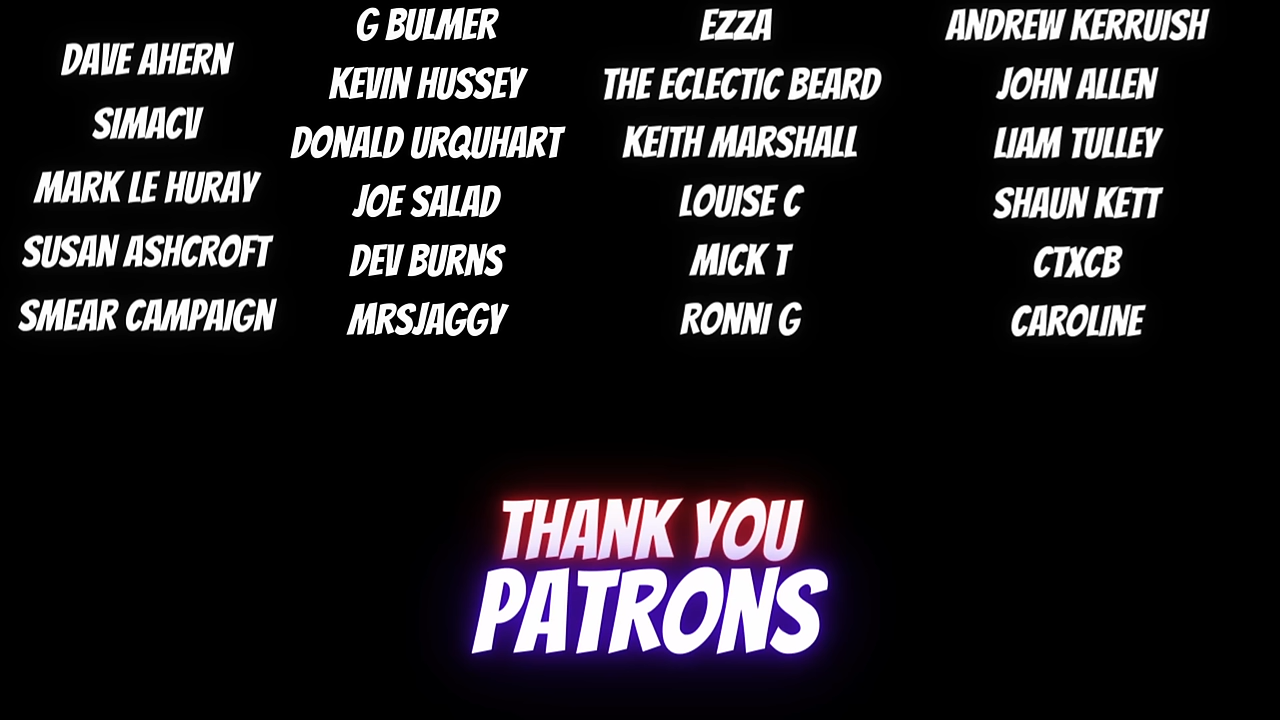 DAVE AHERN
SIMACV
MARK LE HURAY
SUSAN ASHCROFT
SMEAR CAMPAIGN
G BULMER
KEVIN HUSSEY
DONALD URQUHART
JOE SALAD
DEV BURNS
MRSJAGGY
EZZA
THE ECLECTIC BEARD
KEITH MARSHALL
LOUISE C
MICK T
RONNI G
ANDREW KERRUISH
JOHN ALLEN
LIAM TULLEY
SHAUN KETT
CTXCB
CAROLINE
THANK YOU
PATRONS